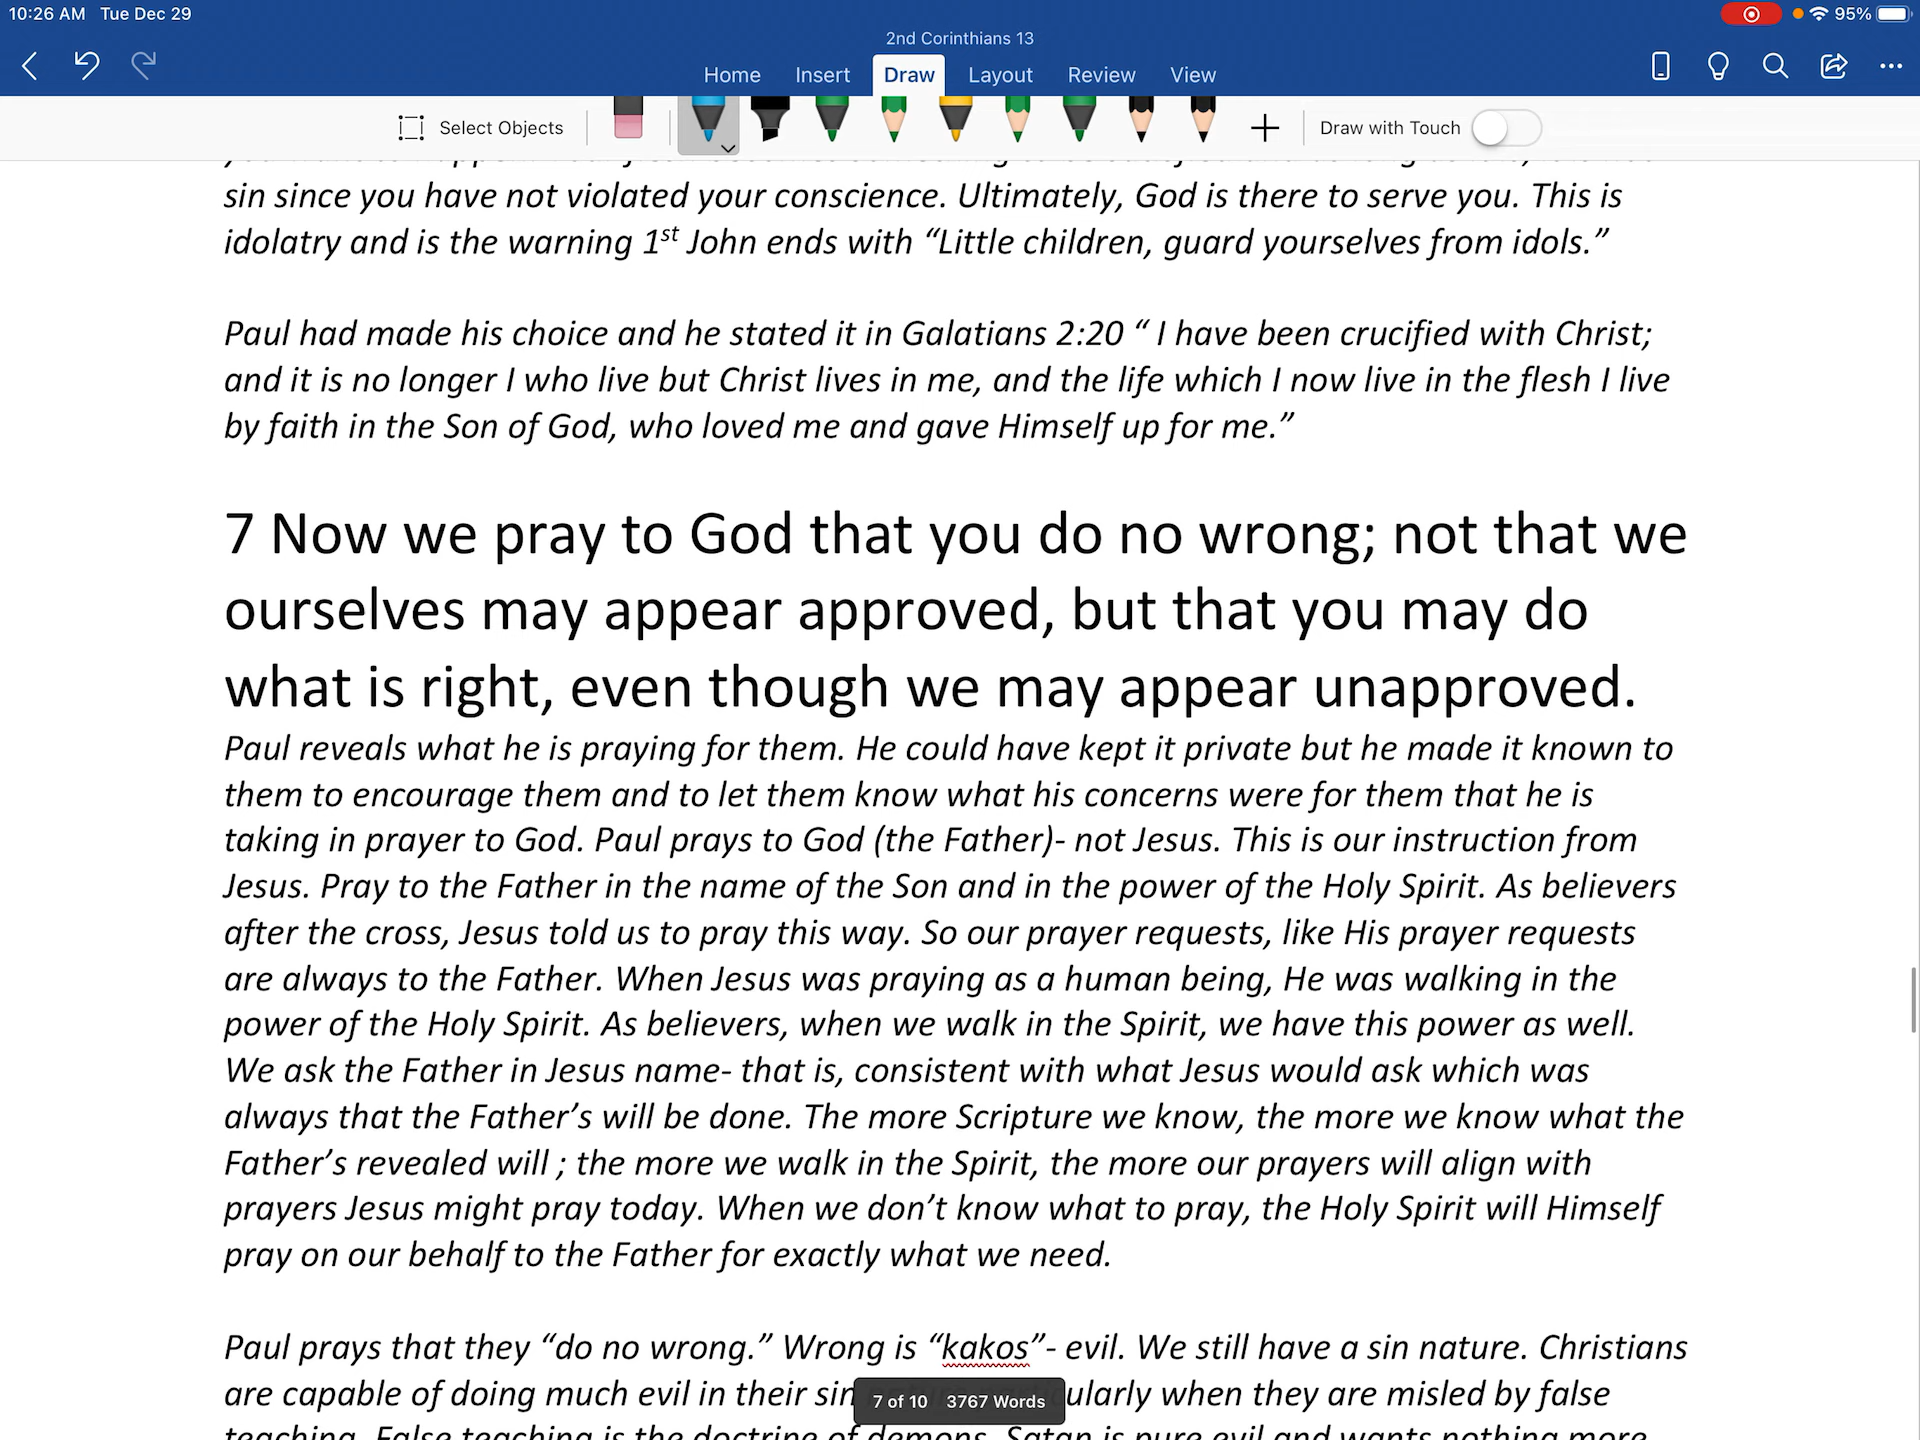 10:26 AM Tue Dec 29
95%
2nd Corinthians 13
Home Insert Draw Layout Review View
Select Objects
Draw with Touch
sin since you have not violated your conscience. Ultimately, God is there to serve you. This is
idolatry and is the warning 1st John ends with “Little children, guard yourselves from idols.”
Paul had made his choice and he stated it in Galatians 2:20 “ I have been crucified with Christ;
and it is no longer I who live but Christ lives in me, and the life which I now live in the flesh I live
by faith in the Son of God, who loved me and gave Himself up for me.”
7 Now we pray to God that you do no wrong; not that we
ourselves may appear approved, but that you may do
what is right, even though we may appear unapproved.
Paul reveals what he is praying for them. He could have kept it private but he made it known to
them to encourage them and to let them know what his concerns were for them that he is
taking in prayer to God. Paul prays to God (the Father)- not Jesus. This is our instruction from
Jesus. Pray to the Father in the name of the Son and in the power of the Holy Spirit. As believers
after the cross, Jesus told us to pray this way. So our prayer requests, like His prayer requests
are always to the Father. When Jesus was praying as a human being, He was walking in the
power of the Holy Spirit. As believers, when we walk in the Spirit, we have this power as well.
We ask the Father in Jesus name- that is, consistent with what Jesus would ask which was
always that the Father’s will be done. The more Scripture we know, the more we know what the
Father’s revealed will ; the more we walk in the Spirit, the more our prayers will align with
prayers Jesus might pray today. When we don’t know what to pray, the Holy Spirit will Himself
pray on our behalf to the Father for exactly what we need.
Paul prays that they “do no wrong.” Wrong is “kakos”- evil. We still have a sin nature. Christians
are capable of doing much evil in their sin ularly when they are misled by false
7 of 10 3767 Words
teaching. False teaching is the doctrine of demons. Satan is pure evil and wants nothing more